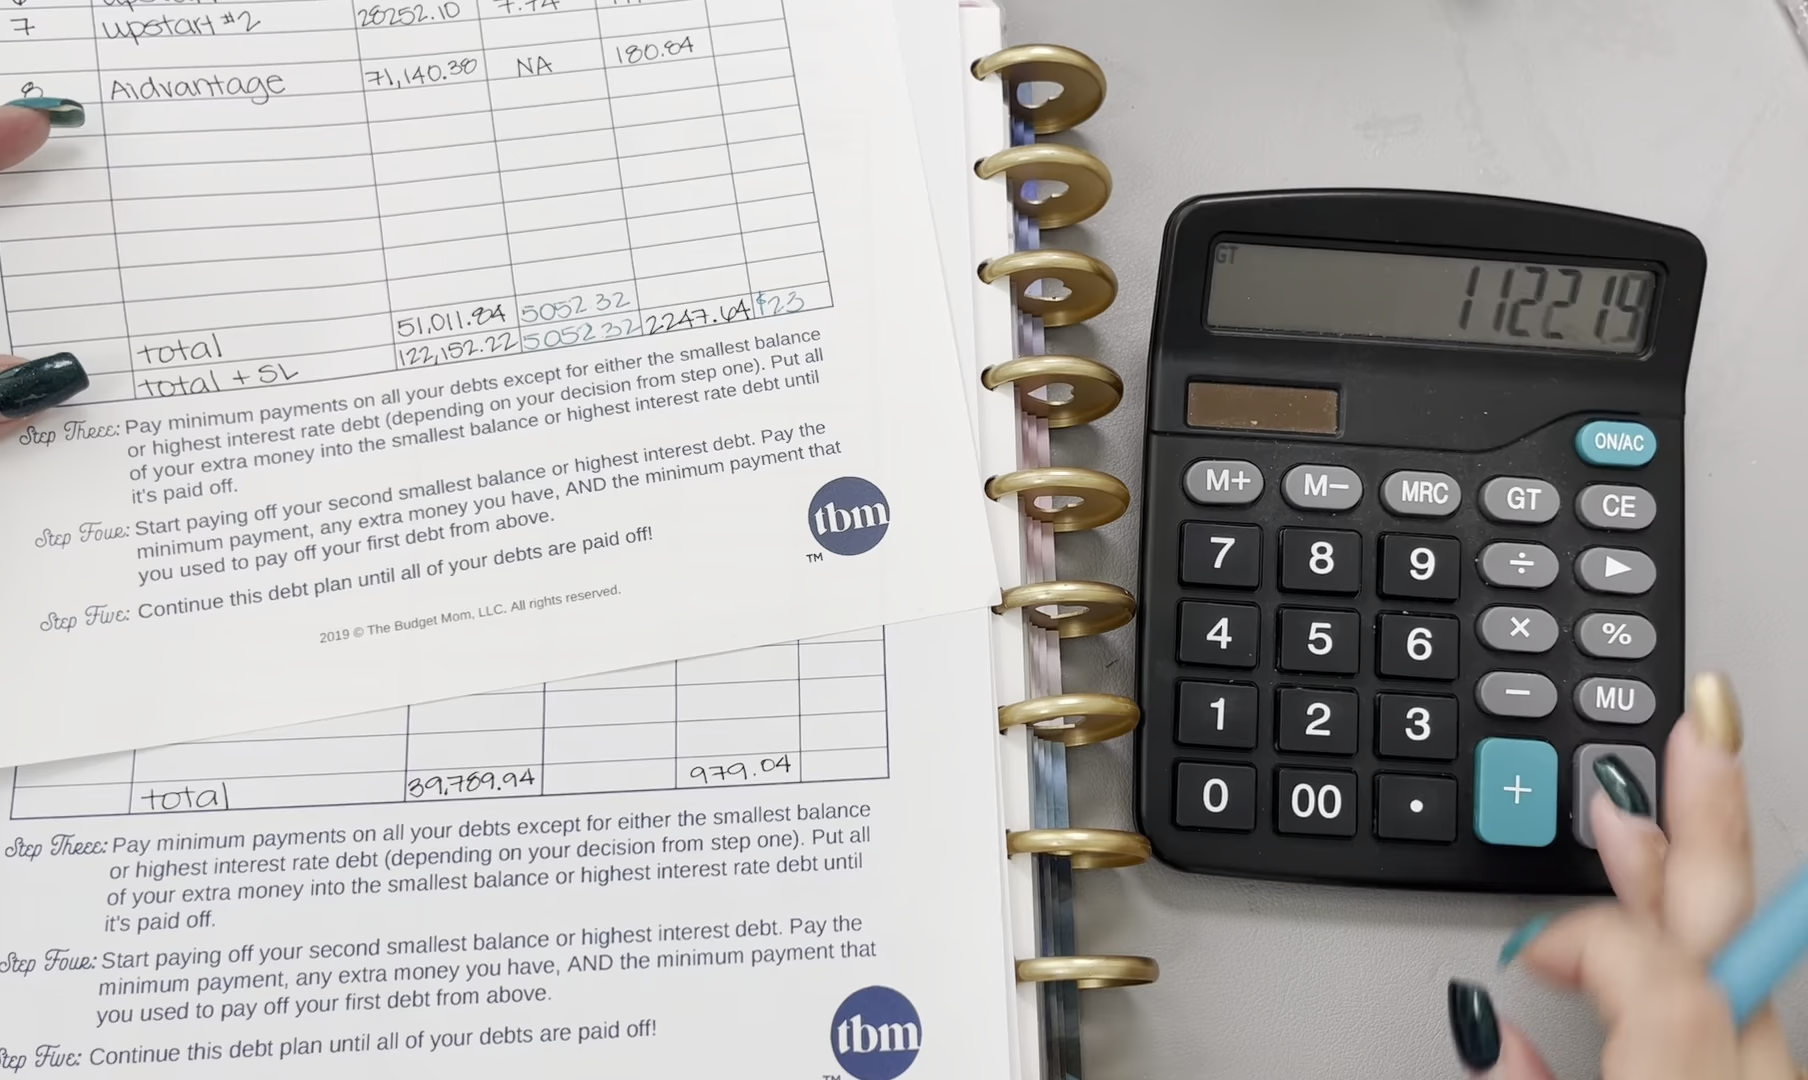 7 Upstart #2 28252.10 7.74
8 Aidvantage 71,140.38 NA 180.84
total 51,011.84 5052.32
total + SL 122,152.22 5052.32 2247.64 $23
Step Three: Pay minimum payments on all your debts except for either the smallest balance
or highest interest rate debt (depending on your decision from step one). Put all
of your extra money into the smallest balance or highest interest rate debt until
it's paid off.
Step Four: Start paying off your second smallest balance or highest interest debt. Pay the
minimum payment, any extra money you have, AND the minimum payment that
you used to pay off your first debt from above.
Step Five: Continue this debt plan until all of your debts are paid off!
tbm
TM
2019 © The Budget Mom, LLC. All rights reserved.
total 39,789.94 979.04
Step Three: Pay minimum payments on all your debts except for either the smallest balance
or highest interest rate debt (depending on your decision from step one). Put all
of your extra money into the smallest balance or highest interest rate debt until
it's paid off.
Step Four: Start paying off your second smallest balance or highest interest debt. Pay the
minimum payment, any extra money you have, AND the minimum payment that
you used to pay off your first debt from above.
Step Five: Continue this debt plan until all of your debts are paid off!
tbm
TM
GT
112219
ON/AC
M+ M− MRC GT CE
7 8 9 ÷ ▶
4 5 6 × %
1 2 3 − MU
0 00 • +